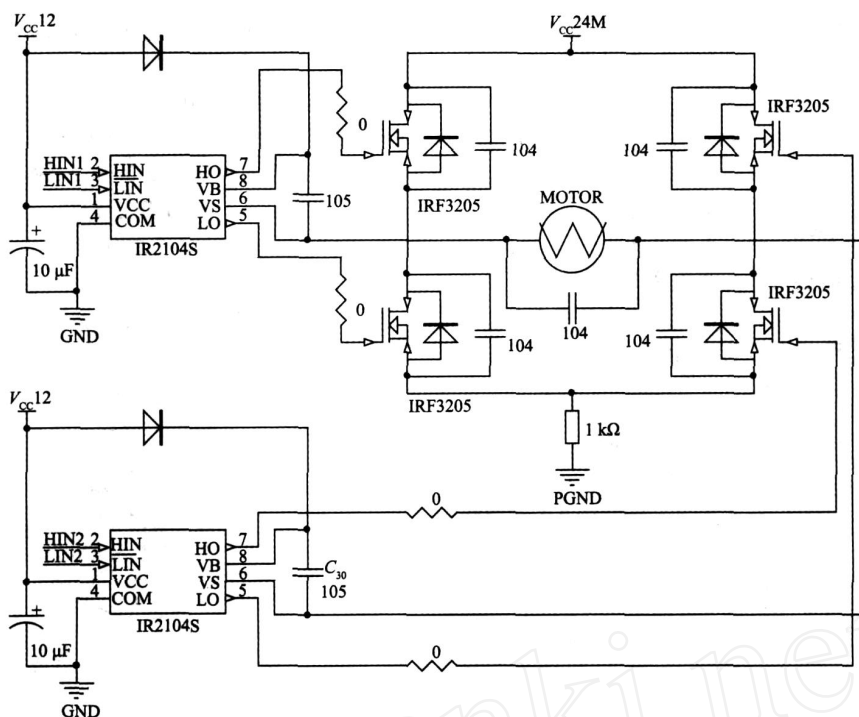 V_CC12
V_CC24M
IRF3205
0
HIN1 2 HIN HO 7
LIN1 3 L̅I̅N̅ VB 8
1 VCC VS 6
4 COM LO 5
IR2104S
105
104
104
IRF3205
MOTOR
+
10 μF
GND
0
104
104
104
IRF3205
IRF3205
1 kΩ
PGND
V_CC12
0
HIN2 2 HIN HO 7
LIN2 3 L̅I̅N̅ VB 8
1 VCC VS 6
4 COM LO 5
IR2104S
C_30
105
+
10 μF
GND
0